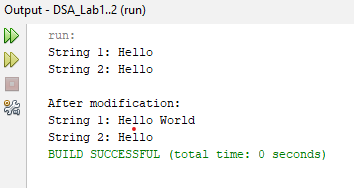 Output - DSA_Lab1..2 (run)
run:
String 1: Hello
String 2: Hello
After modification:
String 1: Hello World
String 2: Hello
BUILD SUCCESSFUL (total time: 0 seconds)